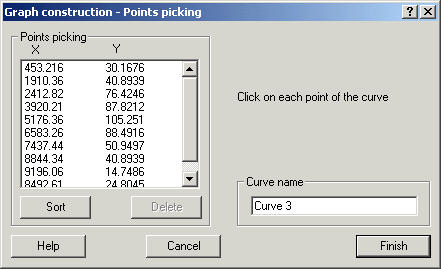 Graph construction - Points picking
Points picking
X Y
453.216 30.1676
1910.36 40.8939
2412.82 76.4246
3920.21 87.8212
5176.36 105.251
6583.26 88.4916
7437.44 50.9497
8844.34 40.8939
9196.06 14.7486
8492.61 24.8045
Click on each point of the curve
Curve name
Curve 3
Sort Delete
Help Cancel Finish